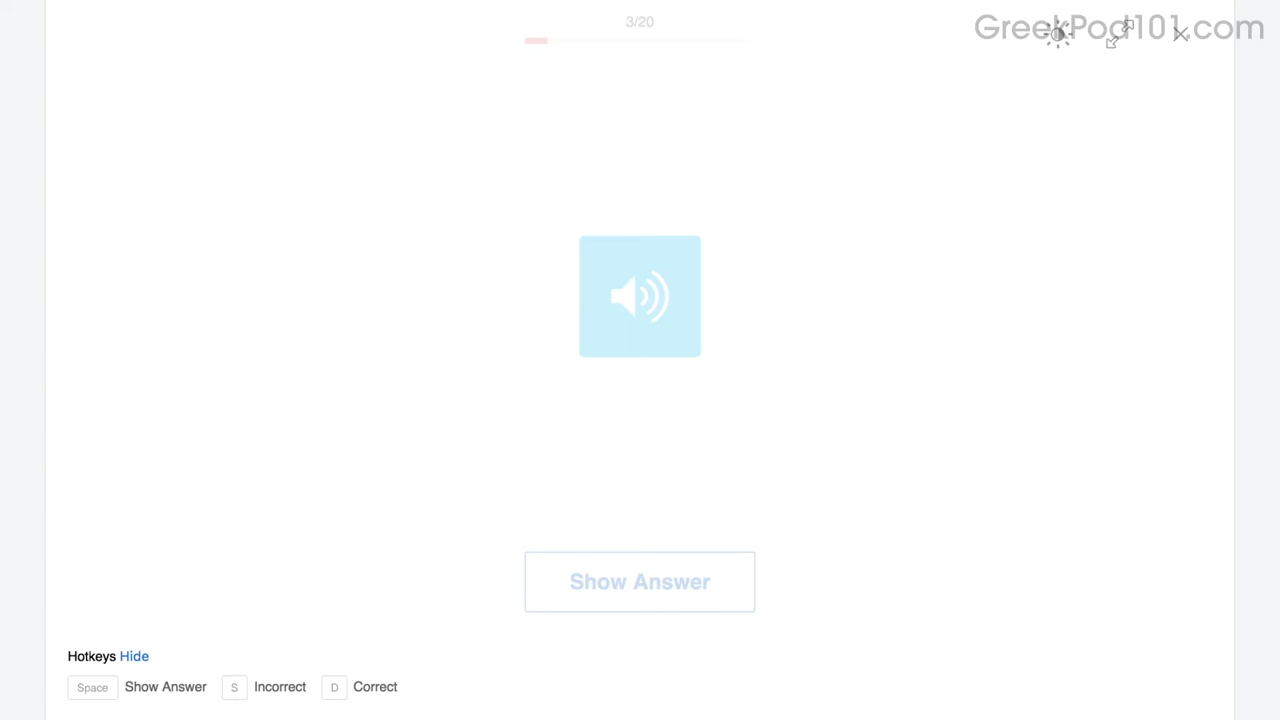 3/20
GreekPod101.com
Show Answer
Hotkeys Hide
Space Show Answer S Incorrect D Correct